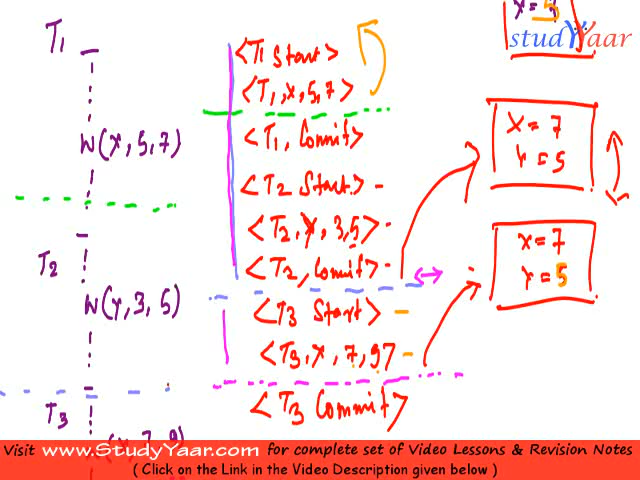 T1
W(x, 5, 7)
T2
W(Y, 3, 5)
T3
<T1 Start>
<T1, x, 5, 7>
<T1, Commit>
<T2 Start> -
<T2, Y, 3, 5> -
<T2, Commit> -
<T3 Start> -
<T3, X, 7, 9> -
<T3 Commit>
X = 5
studYYaar
X = 7
Y = 5
X = 7
Y = 5
Visit www.StudyYaar.com for complete set of Video Lessons & Revision Notes
( Click on the Link in the Video Description given below )